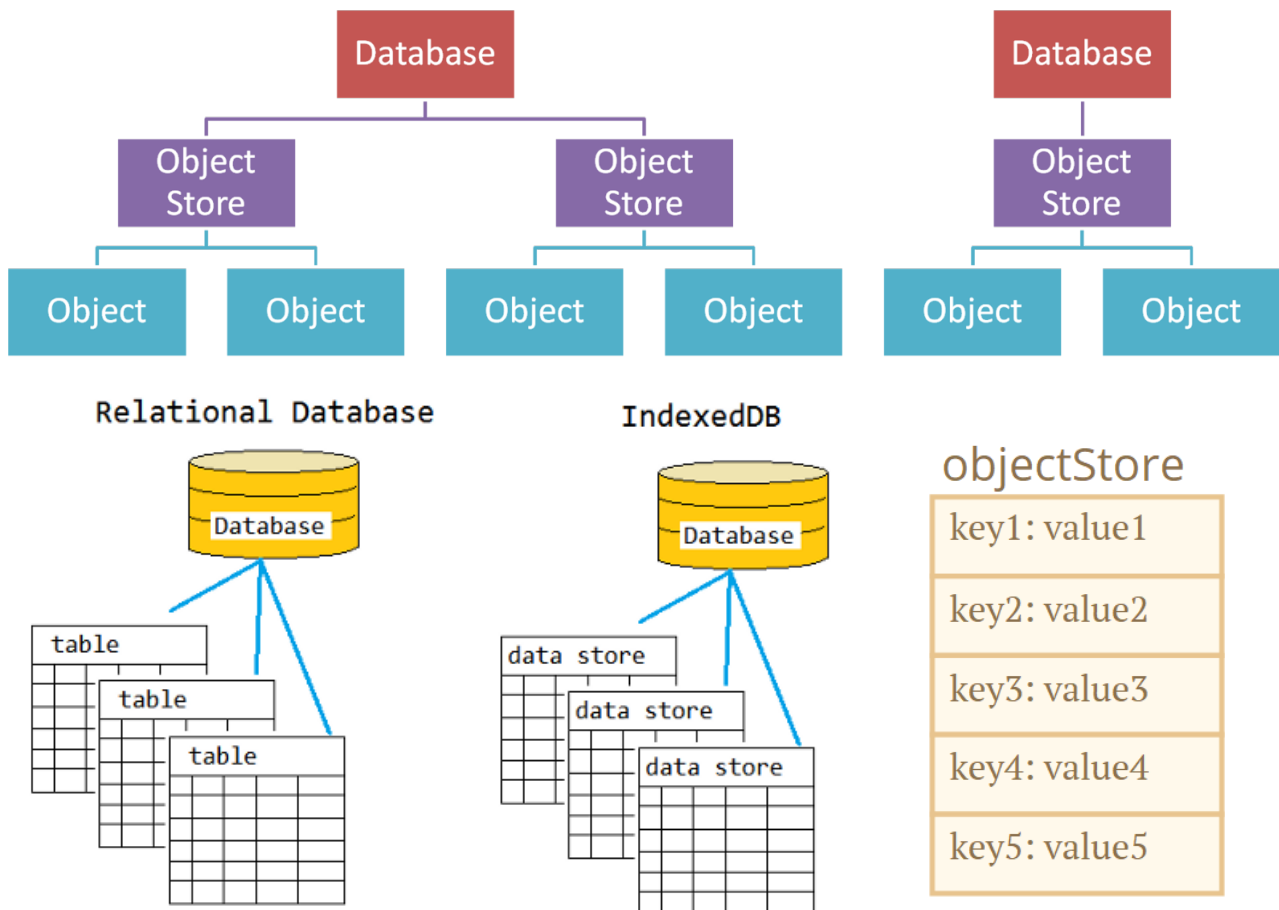 Database
Database
Object
Store
Object
Store
Object
Store
Object
Object
Object
Object
Object
Object
Relational Database
IndexedDB
objectStore
Database
Database
table
table
table
data store
data store
data store
key1: value1
key2: value2
key3: value3
key4: value4
key5: value5